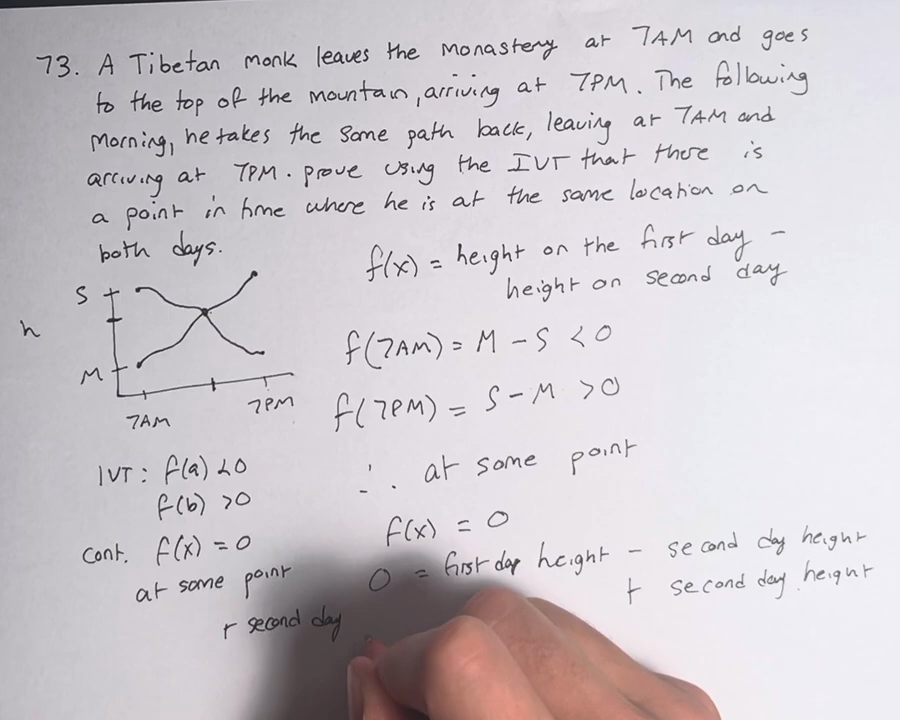 73. A Tibetan monk leaves the Monastery at 7AM and goes
to the top of the mountain, arriving at 7PM. The following
Morning, he takes the same path back, leaving at 7AM and
arriving at 7PM. prove using the IVT that there is
a point in time where he is at the same location on
both days.
f(x) = height on the first day -
height on second day
S
h
M
7AM
7PM
f(7AM) = M - S < 0
f(7PM) = S - M > 0
IVT: f(a) < 0
f(b) > 0
cont. f(x) = 0
at some point
∴ at some point
f(x) = 0
0 = first day height - second day height
+ second day
+ second day height